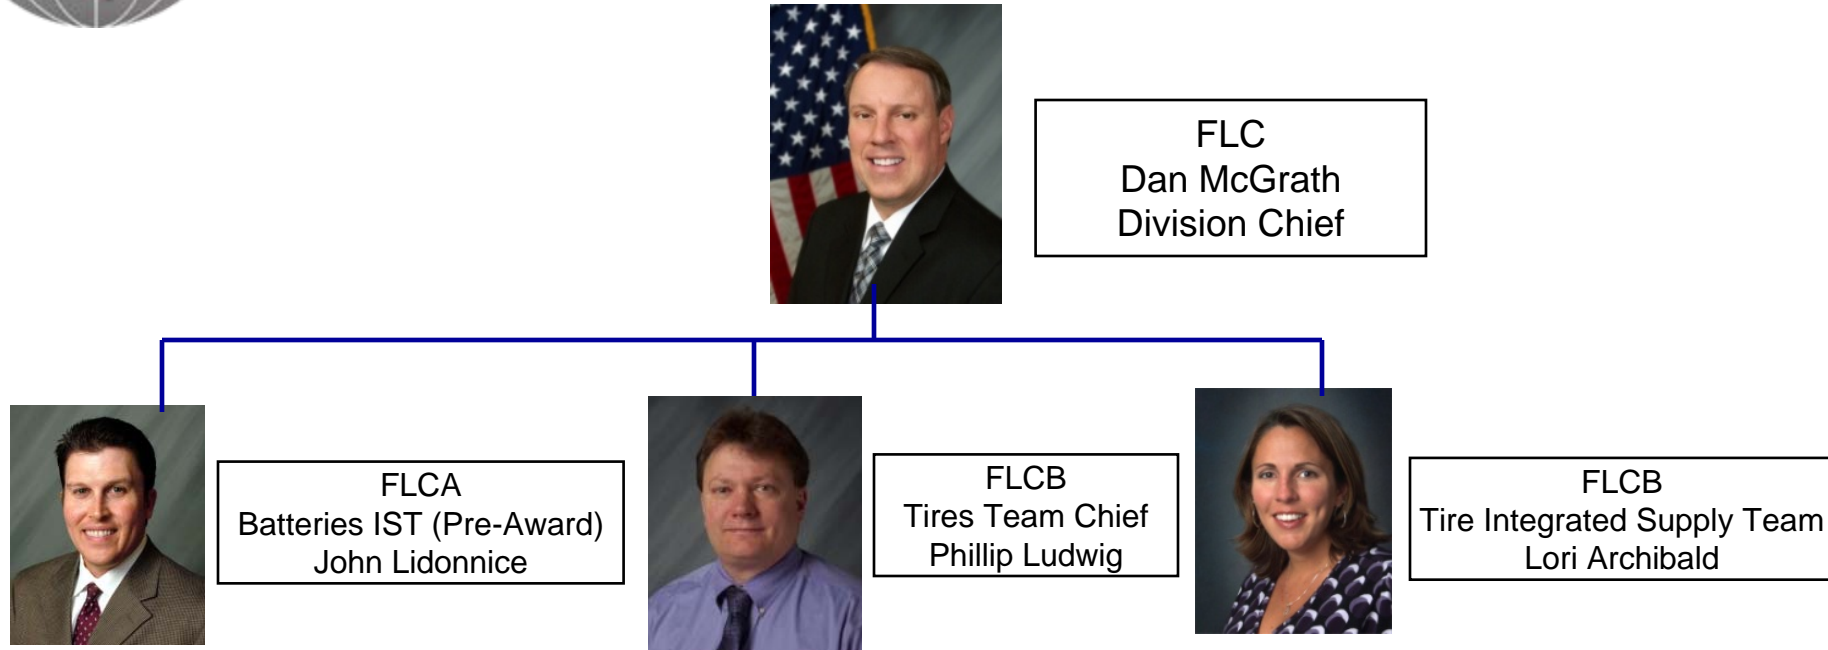 FLC
Dan McGrath
Division Chief
FLCA
Batteries IST (Pre-Award)
John Lidonnice
FLCB
Tires Team Chief
Phillip Ludwig
FLCB
Tire Integrated Supply Team
Lori Archibald